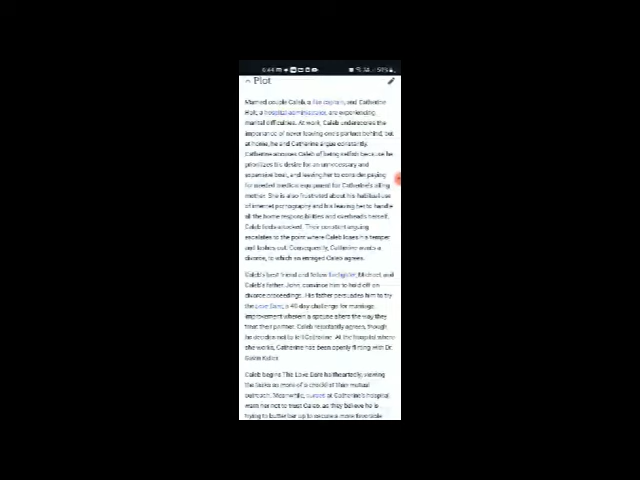 Plot
Married couple Caleb, a fire captain, and Catherine
Holt, a hospital administrator, are experiencing
marital difficulties. At work, Caleb underscores the
importance of never leaving one's partner behind, but
at home, he and Catherine argue constantly.
Catherine accuses Caleb of being selfish because he
prioritizes his desire for an unnecessary and
expensive boat, and leaving her to consider paying
for needed medical equipment for Catherine's ailing
mother. She is also frustrated about his habitual use
of internet pornography and his leaving her to handle
all the home responsibilities and overheads herself.
Caleb feels attacked. Their constant arguing
escalates to the point where Caleb loses his temper
and lashes out. Consequently, Catherine wants a
divorce, to which an enraged Caleb agrees.
Caleb's best friend and fellow firefighter, Michael, and
Caleb's father, John, convince him to hold off on
divorce proceedings. His father persuades him to try
the Love Dare, a 40-day challenge for marriage
improvement wherein a spouse alters the way they
treat their partner. Caleb reluctantly agrees, though
he decides not to tell Catherine. At the hospital where
she works, Catherine has been openly flirting with Dr.
Gavin Keller.
Caleb begins The Love Dare halfheartedly, viewing
the tasks as more of a checklist than mutual
outreach. Meanwhile, nurses at Catherine's hospital
warn her not to trust Caleb, as they believe he is
trying to butter her up to secure a more favorable